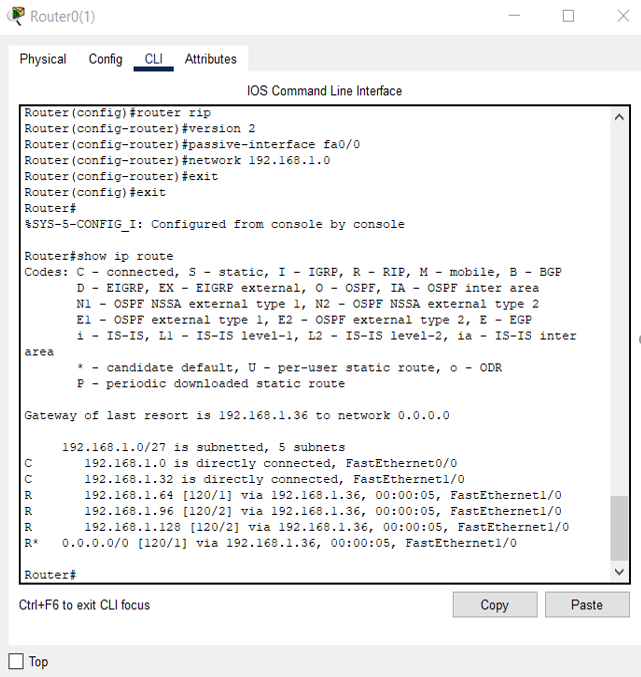 Router0(1)
Physical Config CLI Attributes
IOS Command Line Interface
Router(config)#router rip
Router(config-router)#version 2
Router(config-router)#passive-interface fa0/0
Router(config-router)#network 192.168.1.0
Router(config-router)#exit
Router(config)#exit
Router#
%SYS-5-CONFIG_I: Configured from console by console
Router#show ip route
Codes: C - connected, S - static, I - IGRP, R - RIP, M - mobile, B - BGP
D - EIGRP, EX - EIGRP external, O - OSPF, IA - OSPF inter area
N1 - OSPF NSSA external type 1, N2 - OSPF NSSA external type 2
E1 - OSPF external type 1, E2 - OSPF external type 2, E - EGP
i - IS-IS, L1 - IS-IS level-1, L2 - IS-IS level-2, ia - IS-IS inter
area
* - candidate default, U - per-user static route, o - ODR
P - periodic downloaded static route
Gateway of last resort is 192.168.1.36 to network 0.0.0.0
192.168.1.0/27 is subnetted, 5 subnets
C 192.168.1.0 is directly connected, FastEthernet0/0
C 192.168.1.32 is directly connected, FastEthernet1/0
R 192.168.1.64 [120/1] via 192.168.1.36, 00:00:05, FastEthernet1/0
R 192.168.1.96 [120/2] via 192.168.1.36, 00:00:05, FastEthernet1/0
R 192.168.1.128 [120/2] via 192.168.1.36, 00:00:05, FastEthernet1/0
R* 0.0.0.0/0 [120/1] via 192.168.1.36, 00:00:05, FastEthernet1/0
Router#
Ctrl+F6 to exit CLI focus
Copy Paste
Top